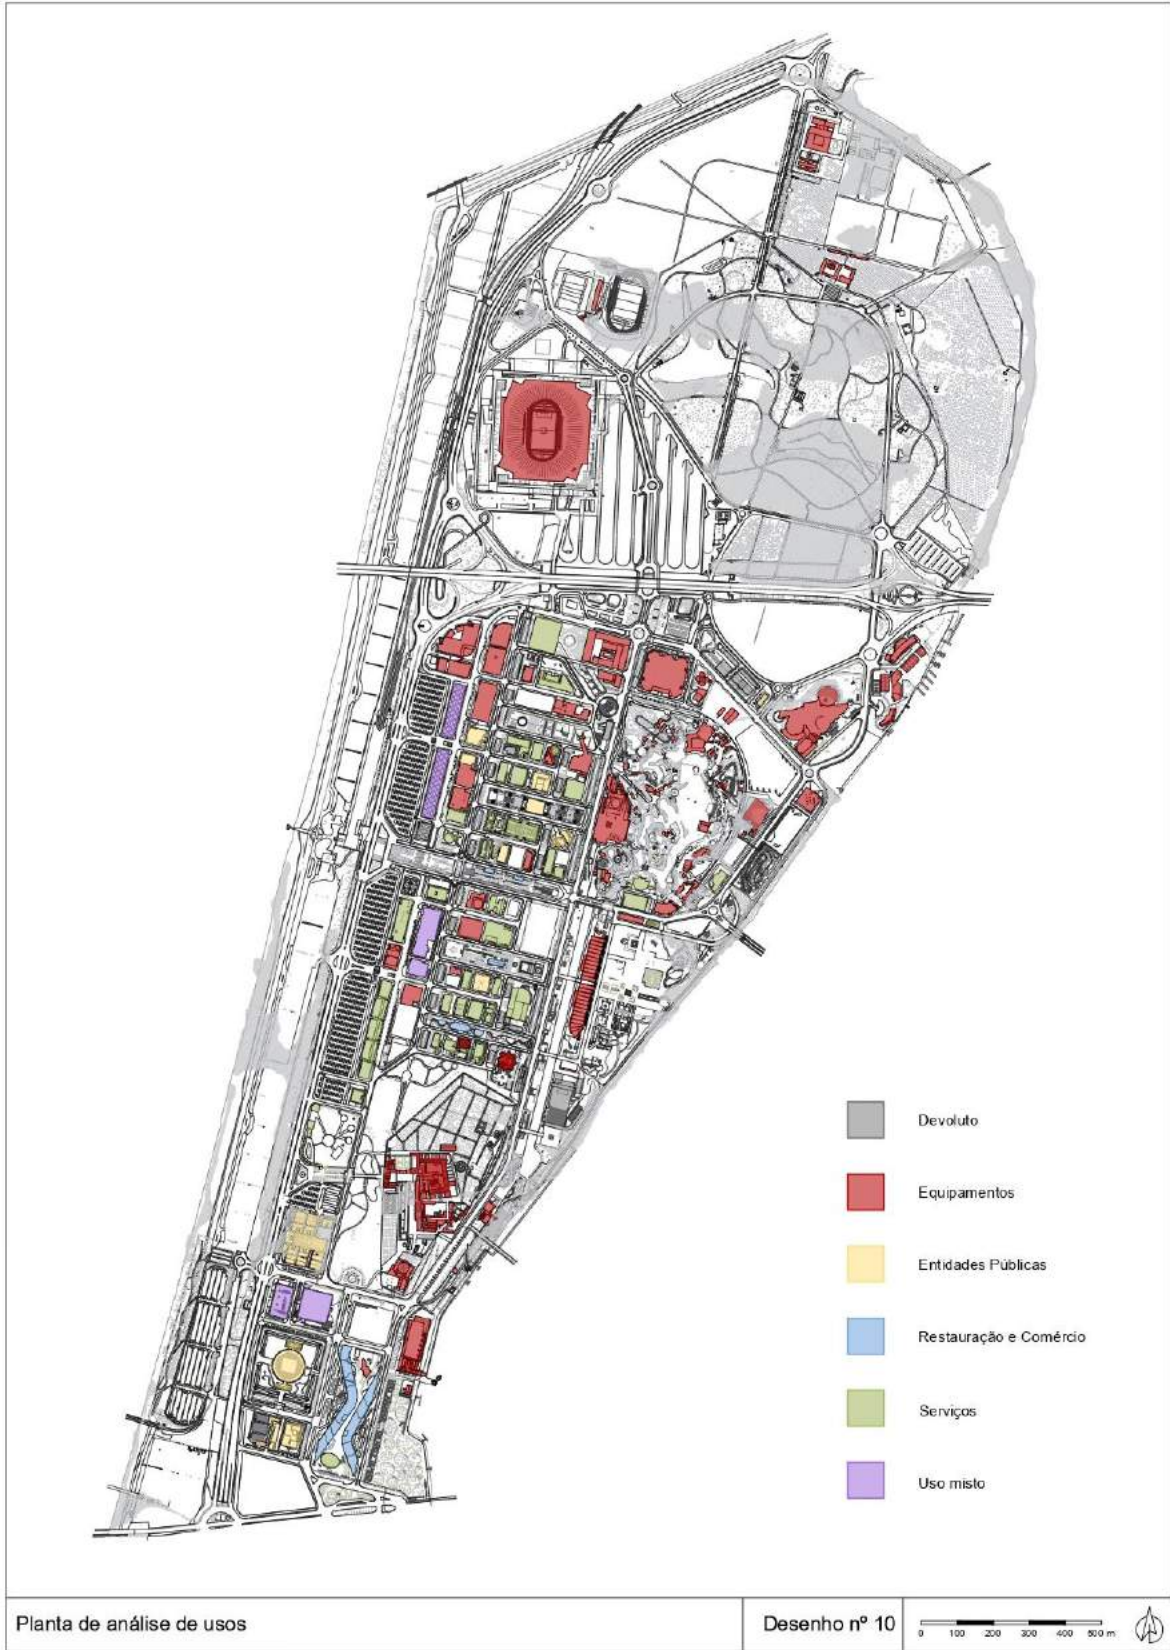 Devoluto
Equipamentos
Entidades Públicas
Restauração e Comércio
Serviços
Uso misto
Planta de análise de usos
Desenho nº 10
0 100 200 300 400 500 m